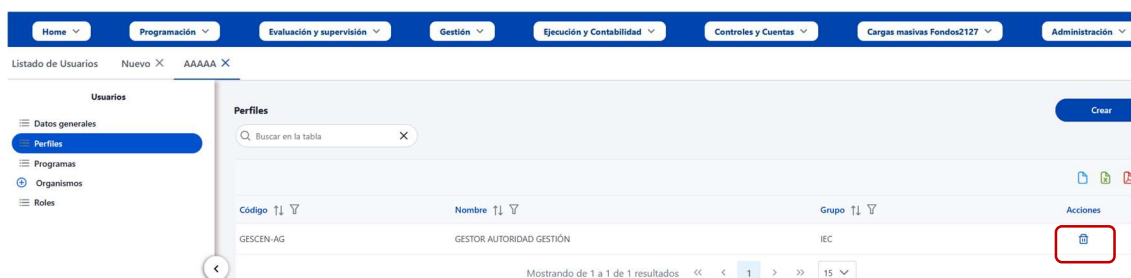 Home Programación Evaluación y supervisión Gestión Ejecución y Contabilidad Controles y Cuentas Cargas masivas Fondos2127 Administración
Listado de Usuarios Nuevo AAAAA
Usuarios
Datos generales
Perfiles
Programas
Organismos
Roles
Perfiles
Crear
Buscar en la tabla
Código Nombre Grupo Acciones
GESCEN-AG GESTOR AUTORIDAD GESTIÓN IEC
Mostrando de 1 a 1 de 1 resultados « < 1 > » 15